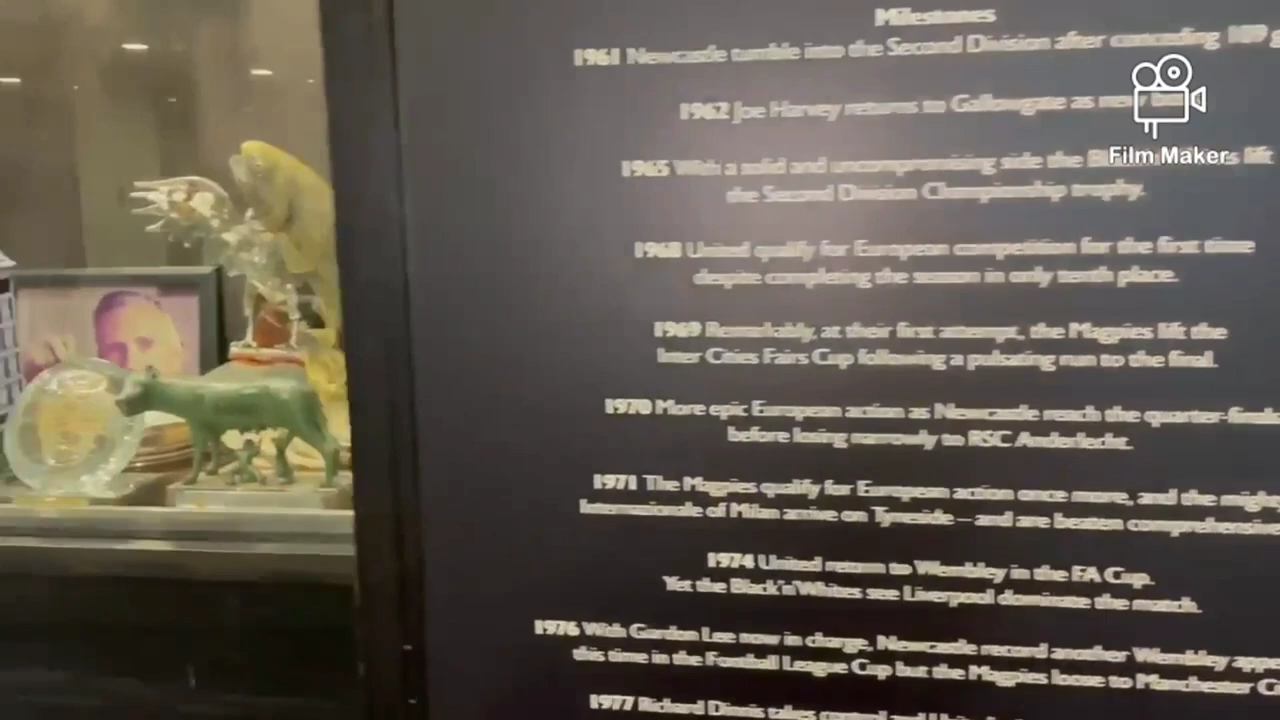 Milestones
1961 Newcastle tumble into the Second Division after conceding 109
1962 Joe Harvey returns to Gallowgate as new
1965 With a solid and uncompromising side the lift
the Second Division Championship trophy.
1968 United qualify for European competition for the first time
despite completing the season in only tenth place.
1969 Remarkably, at their first attempt, the Magpies lift the
Inter Cities Fairs Cup following a pulsating run to the final.
1970 More epic European action as Newcastle reach the
before losing narrowly to RSC Anderlecht.
1971 The Magpies qualify for European action once more, and the
Internazionale of Milan arrive on Tyneside – and are beaten
1974 United return to Wembley in the FA Cup.
Yet the Black'n'Whites see Liverpool dominate the match.
1976 With Gordon Lee now in charge, Newcastle record another Wembley
this time in the Football League Cup but the Magpies loose to Manchester
1977 Richard Dinnis takes control and
Film Maker